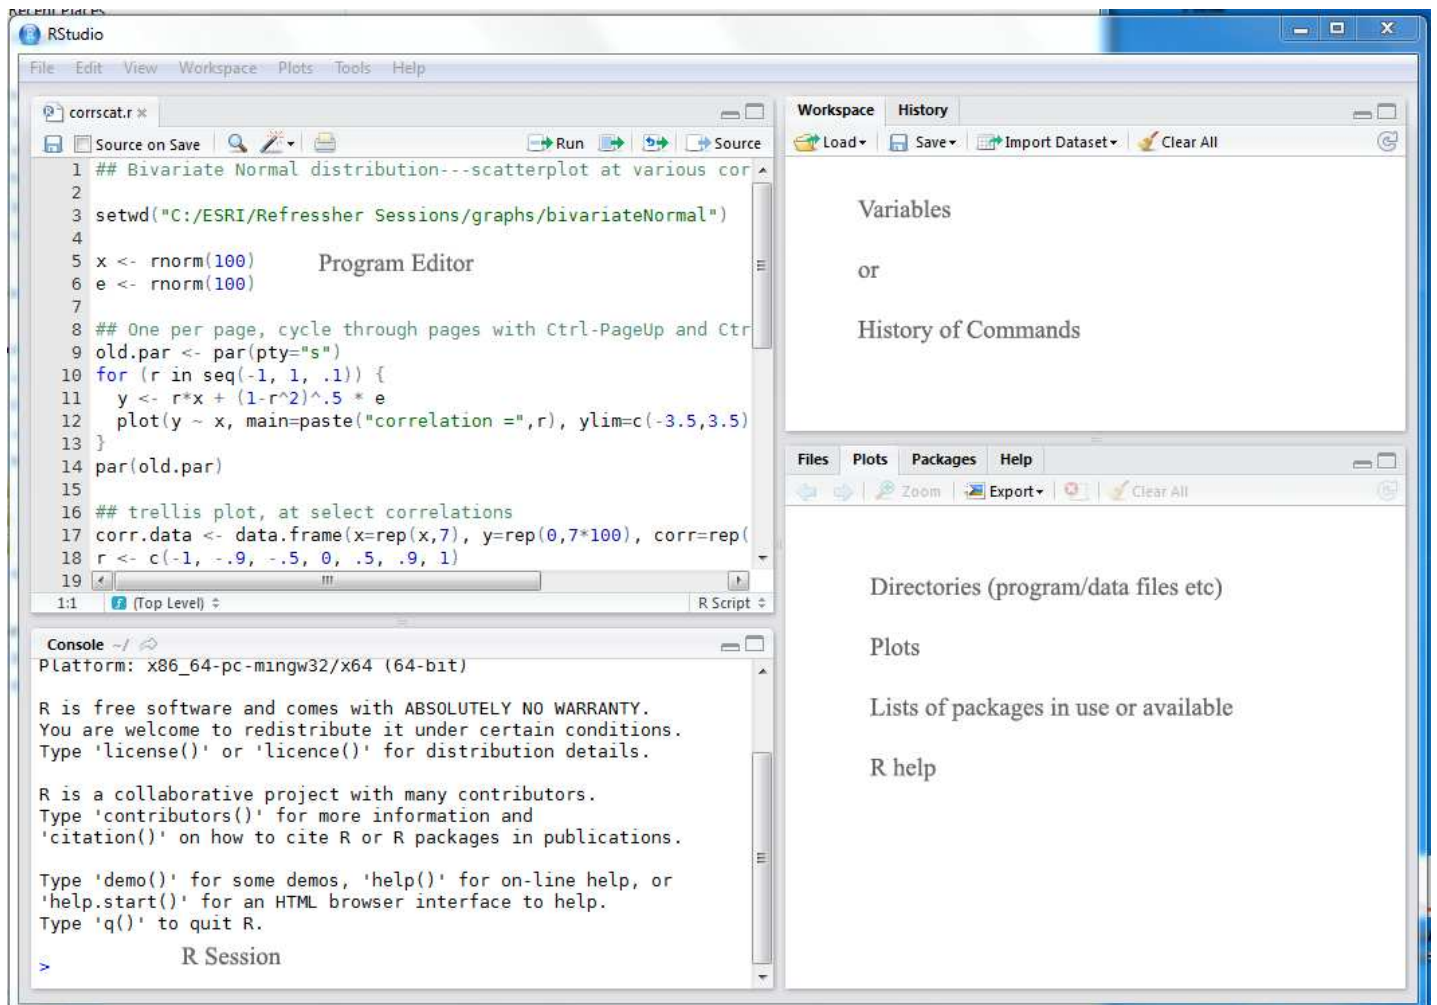 Recent Places
RStudio
File Edit View Workspace Plots Tools Help
corrscat.r
Source on Save Run Source
1 ## Bivariate Normal distribution---scatterplot at various cor
2
3 setwd("C:/ESRI/Refressher Sessions/graphs/bivariateNormal")
4
5 x <- rnorm(100)
Program Editor
6 e <- rnorm(100)
7
8 ## One per page, cycle through pages with Ctrl-PageUp and Ctr
9 old.par <- par(pty="s")
10 for (r in seq(-1, 1, .1)) {
11   y <- r*x + (1-r^2)^.5 * e
12   plot(y ~ x, main=paste("correlation =",r), ylim=c(-3.5,3.5)
13 }
14 par(old.par)
15
16 ## trellis plot, at select correlations
17 corr.data <- data.frame(x=rep(x,7), y=rep(0,7*100), corr=rep(
18 r <- c(-1, -.9, -.5, 0, .5, .9, 1)
19
1:1 (Top Level) R Script
Console ~/
Platform: x86_64-pc-mingw32/x64 (64-bit)
R is free software and comes with ABSOLUTELY NO WARRANTY.
You are welcome to redistribute it under certain conditions.
Type 'license()' or 'licence()' for distribution details.
R is a collaborative project with many contributors.
Type 'contributors()' for more information and
'citation()' on how to cite R or R packages in publications.
Type 'demo()' for some demos, 'help()' for on-line help, or
'help.start()' for an HTML browser interface to help.
Type 'q()' to quit R.
R Session
>
Workspace History
Load Save Import Dataset Clear All
Variables
or
History of Commands
Files Plots Packages Help
Zoom Export Clear All
Directories (program/data files etc)
Plots
Lists of packages in use or available
R help